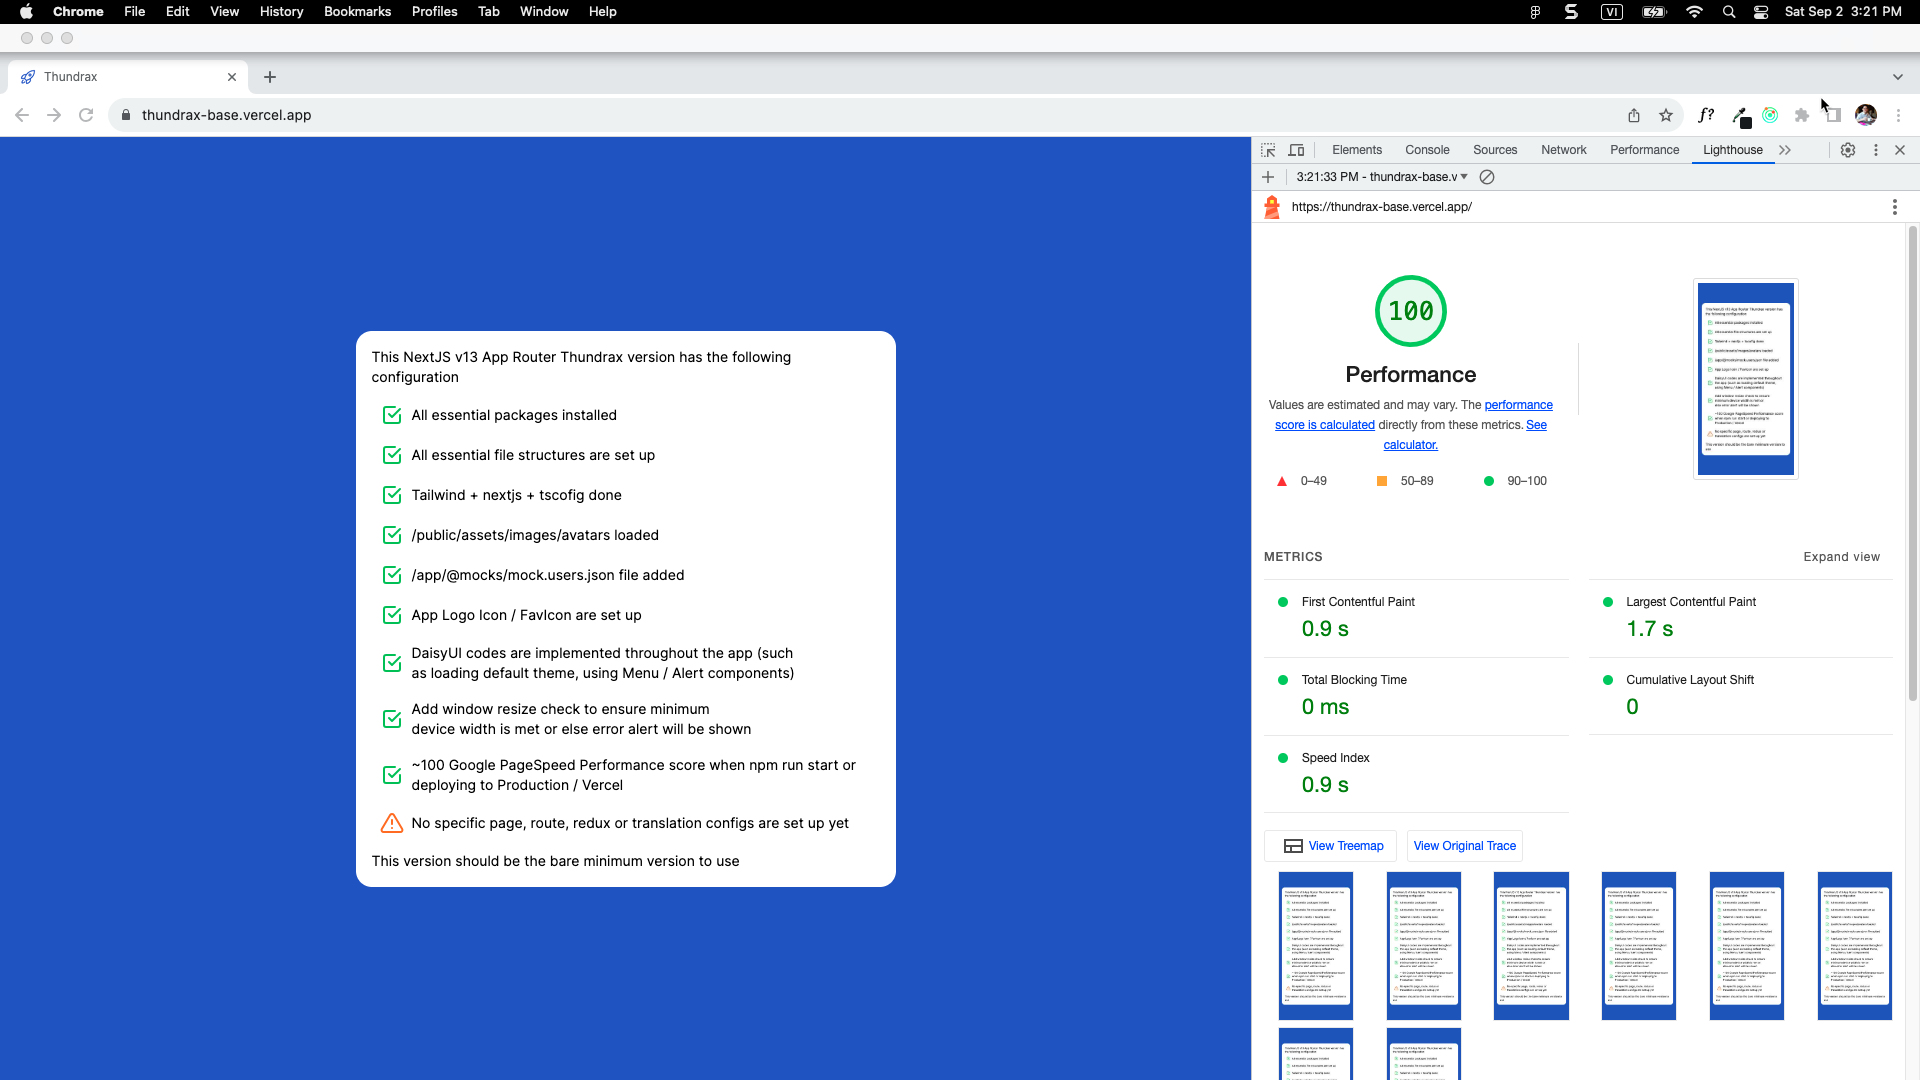 Chrome File Edit View History Bookmarks Profiles Tab Window Help
VI Sat Sep 2 3:21 PM
Thundrax
thundrax-base.vercel.app
f?
Elements Console Sources Network Performance Lighthouse
3:21:33 PM - thundrax-base.v
https://thundrax-base.vercel.app/
This NextJS v13 App Router Thundrax version has the following
configuration
All essential packages installed
All essential file structures are set up
Tailwind + nextjs + tscofig done
/public/assets/images/avatars loaded
/app/@mocks/mock.users.json file added
App Logo Icon / FavIcon are set up
DaisyUI codes are implemented throughout the app (such
as loading default theme, using Menu / Alert components)
Add window resize check to ensure minimum
device width is met or else error alert will be shown
~100 Google PageSpeed Performance score when npm run start or
deploying to Production / Vercel
No specific page, route, redux or translation configs are set up yet
This version should be the bare minimum version to use
100
Performance
Values are estimated and may vary. The performance
score is calculated directly from these metrics. See
calculator.
0–49 50–89 90–100
METRICS Expand view
First Contentful Paint
0.9 s
Largest Contentful Paint
1.7 s
Total Blocking Time
0 ms
Cumulative Layout Shift
0
Speed Index
0.9 s
View Treemap View Original Trace